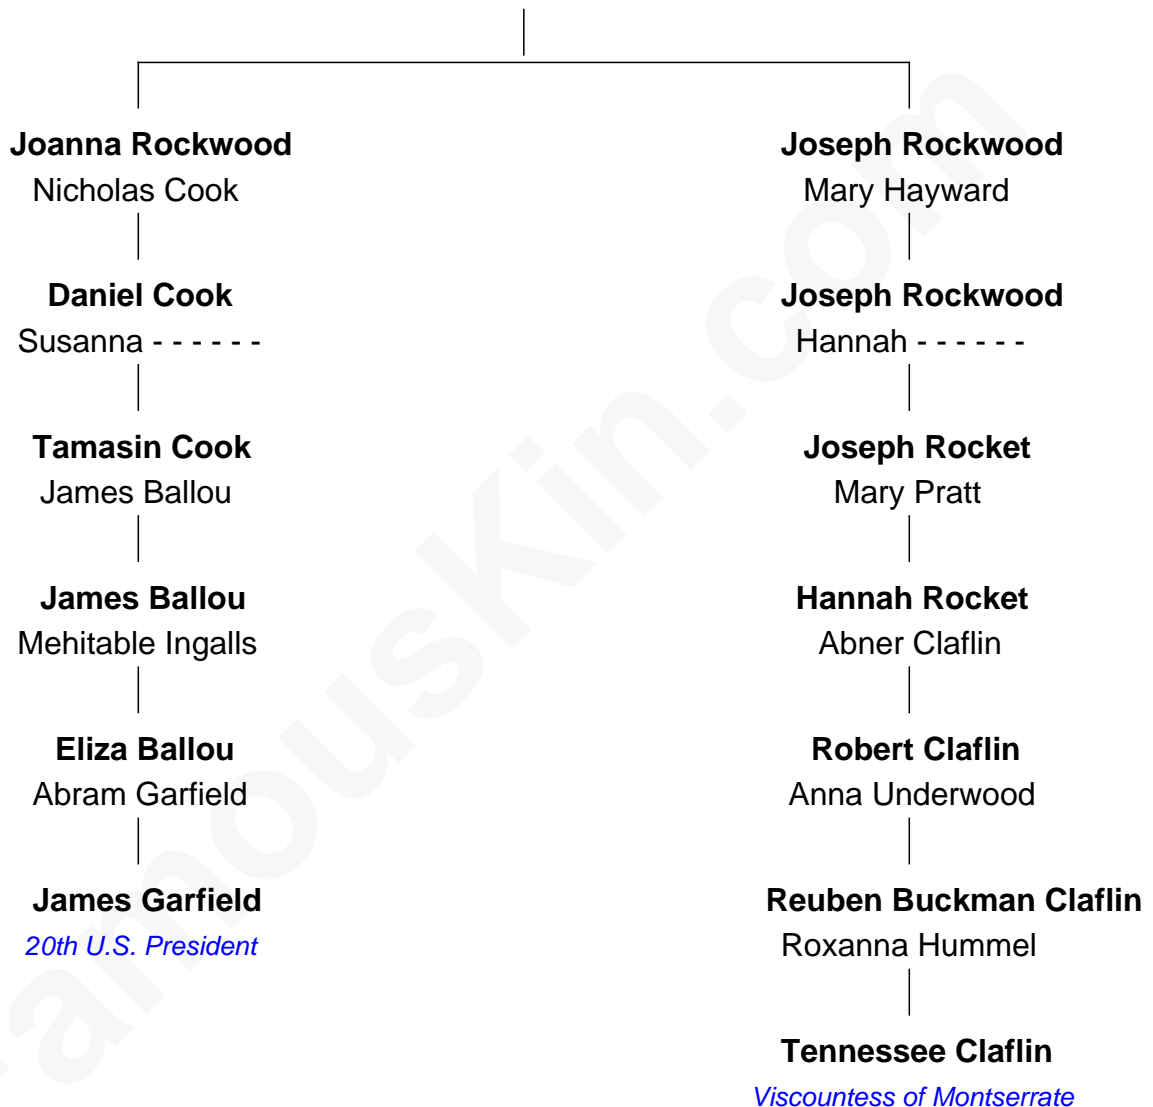 Joanna Rockwood
Nicholas Cook
Daniel Cook
Susanna - - - - - -
Tamasin Cook
James Ballou
James Ballou
Mehitable Ingalls
Eliza Ballou
Abram Garfield
James Garfield
20th U.S. President
Joseph Rockwood
Mary Hayward
Joseph Rockwood
Hannah - - - - - -
Joseph Rocket
Mary Pratt
Hannah Rocket
Abner Claflin
Robert Claflin
Anna Underwood
Reuben Buckman Claflin
Roxanna Hummel
Tennessee Claflin
Viscountess of Montserrate
amousKin.com